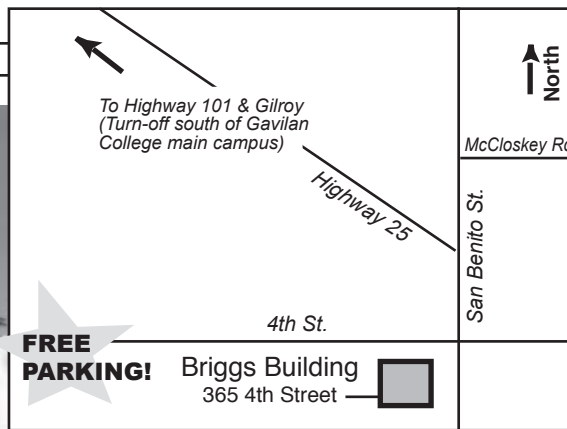 To Highway 101 & Gilroy
(Turn-off south of Gavilan
College main campus)
North
McCloskey
Highway 25
San Benito St.
4th St.
FREE
PARKING!
Briggs Building
365 4th Street